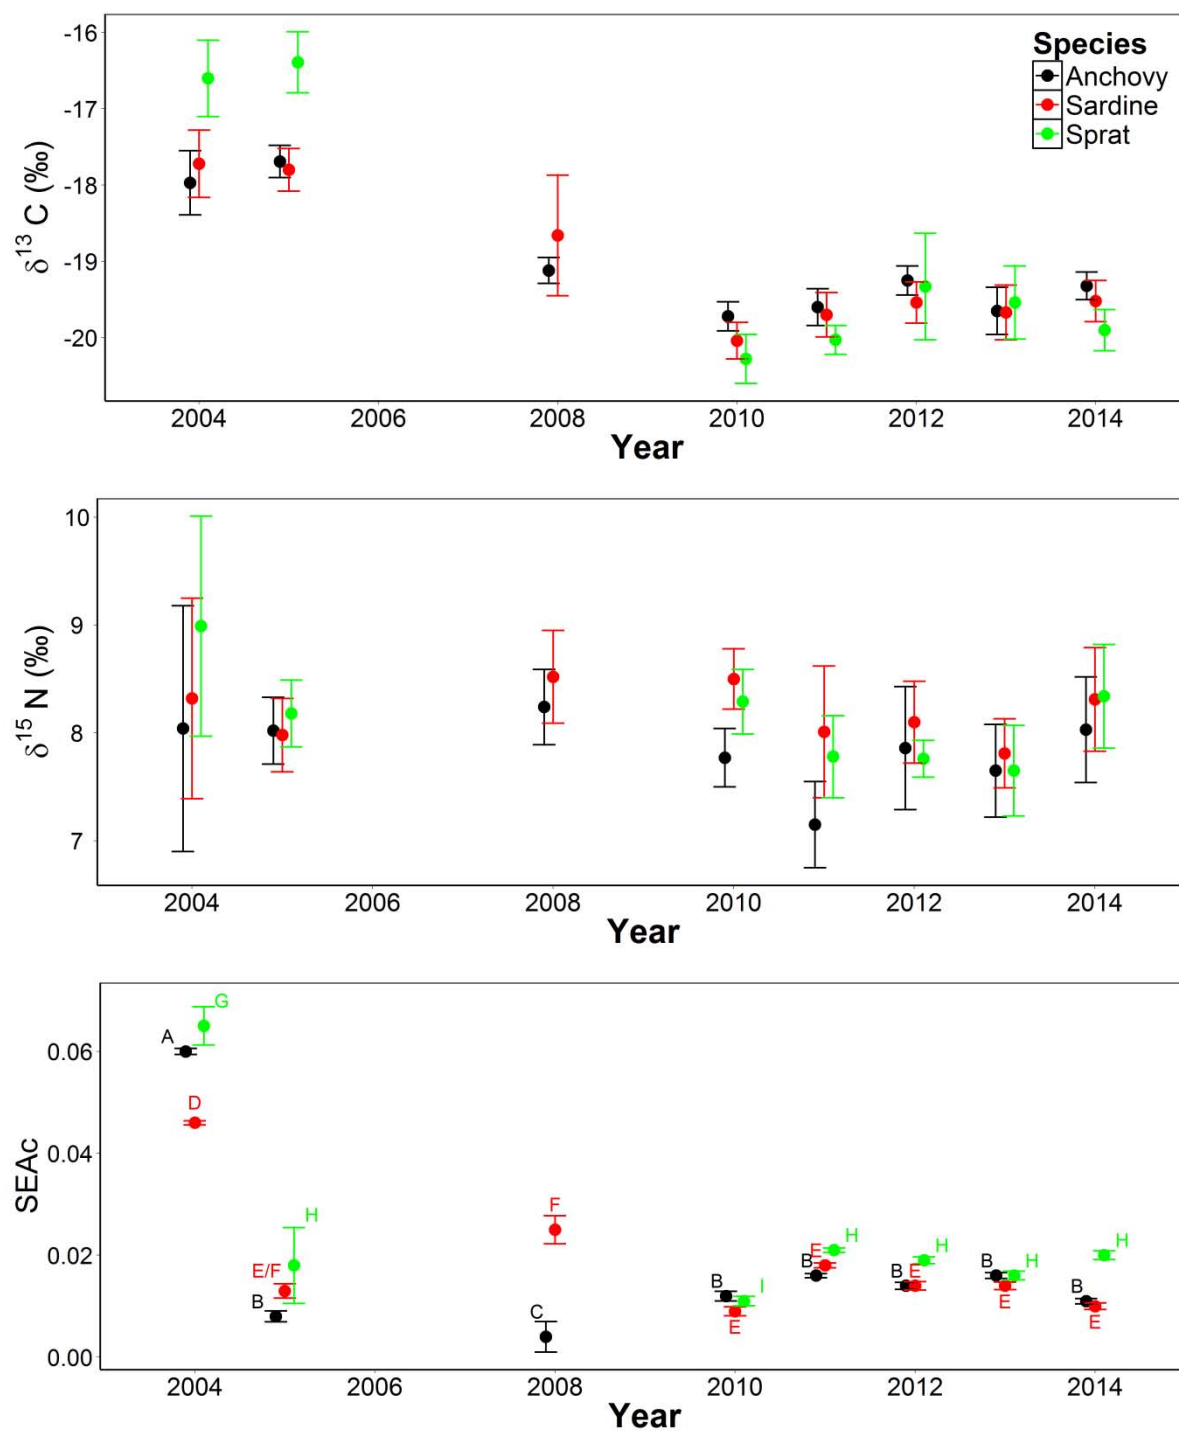 δ13 C (‰)
-16
-17
-18
-19
-20
Species
Anchovy
Sardine
Sprat
2004 2006 2008 2010 2012 2014
Year
δ15 N (‰)
10
9
8
7
2004 2006 2008 2010 2012 2014
Year
SEAc
0.06
0.04
0.02
0.00
A D G
B E/F H
C F
B E I
B E H
B E H
B E H
B E H
2004 2006 2008 2010 2012 2014
Year